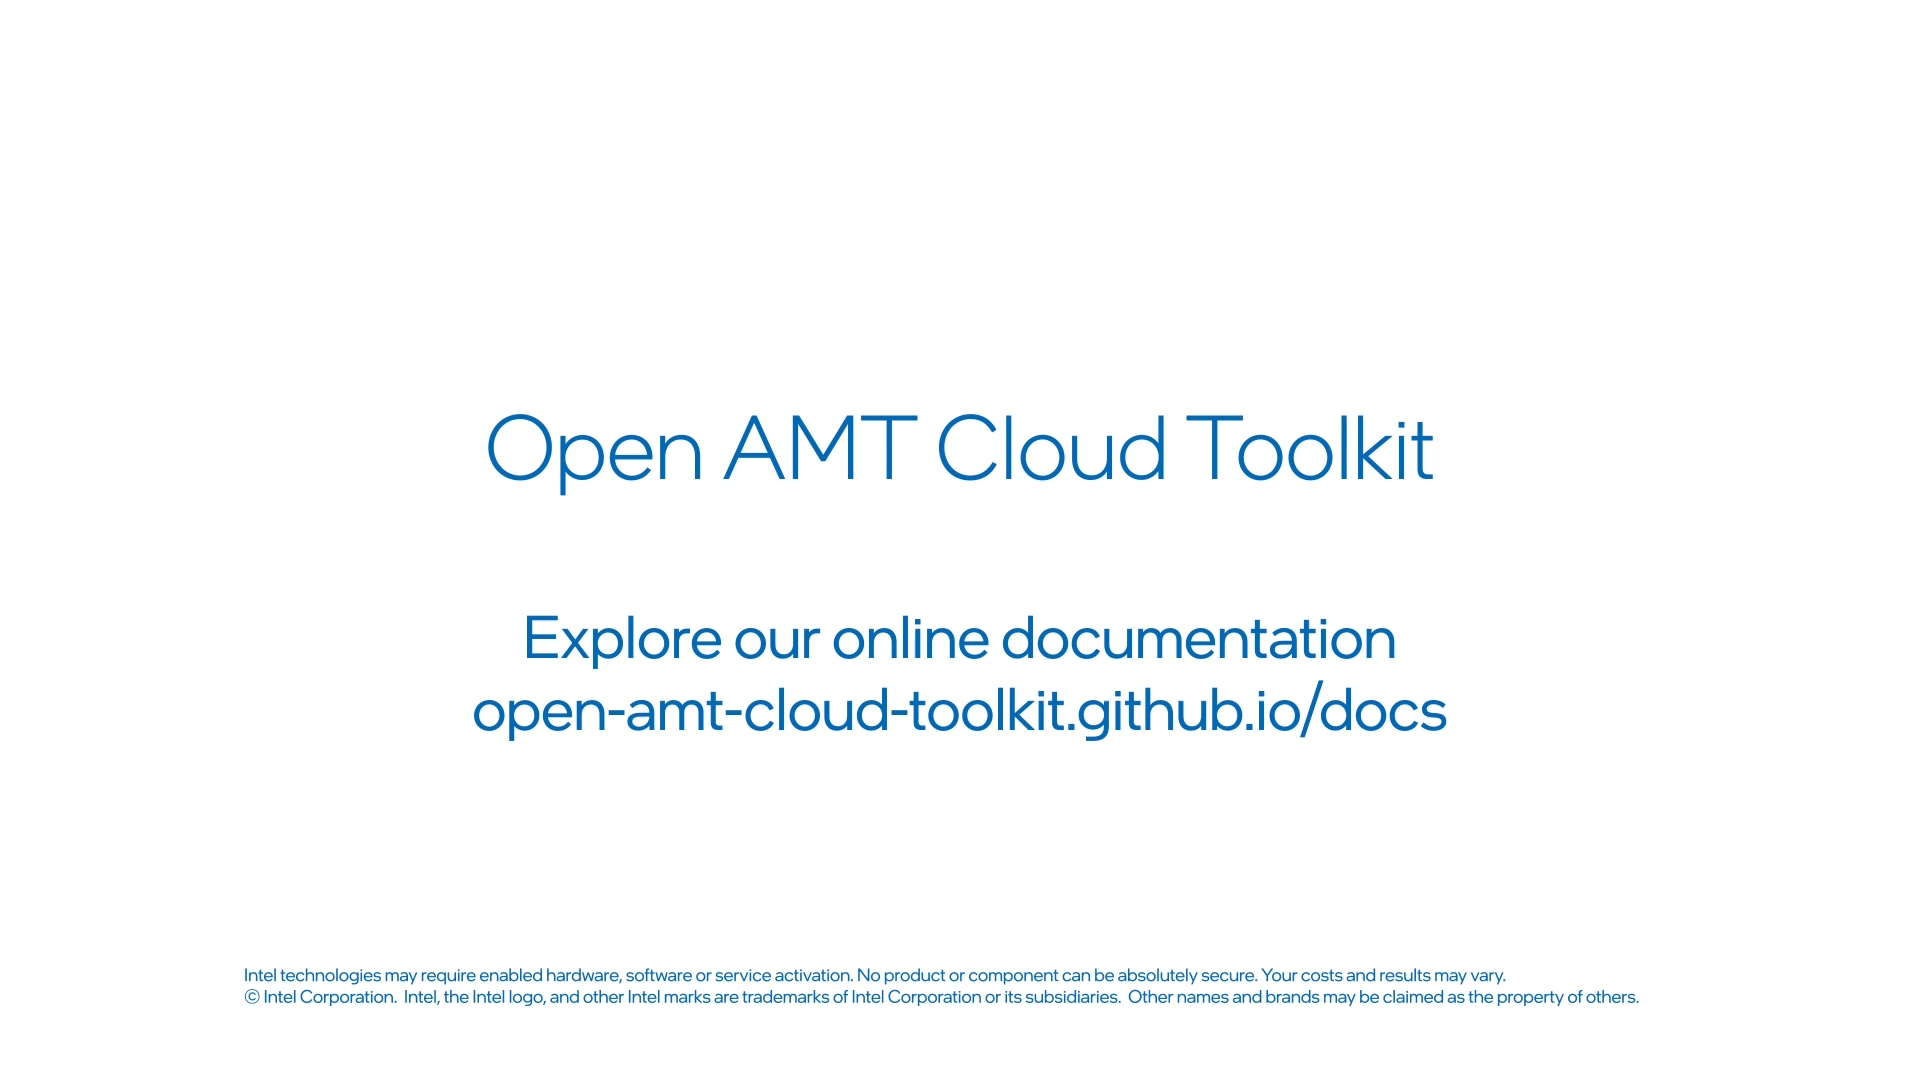 Open AMT Cloud Toolkit
Explore our online documentation
open-amt-cloud-toolkit.github.io/docs
Intel technologies may require enabled hardware, software or service activation. No product or component can be absolutely secure. Your costs and results may vary.
© Intel Corporation.  Intel, the Intel logo, and other Intel marks are trademarks of Intel Corporation or its subsidiaries.  Other names and brands may be claimed as the property of others.